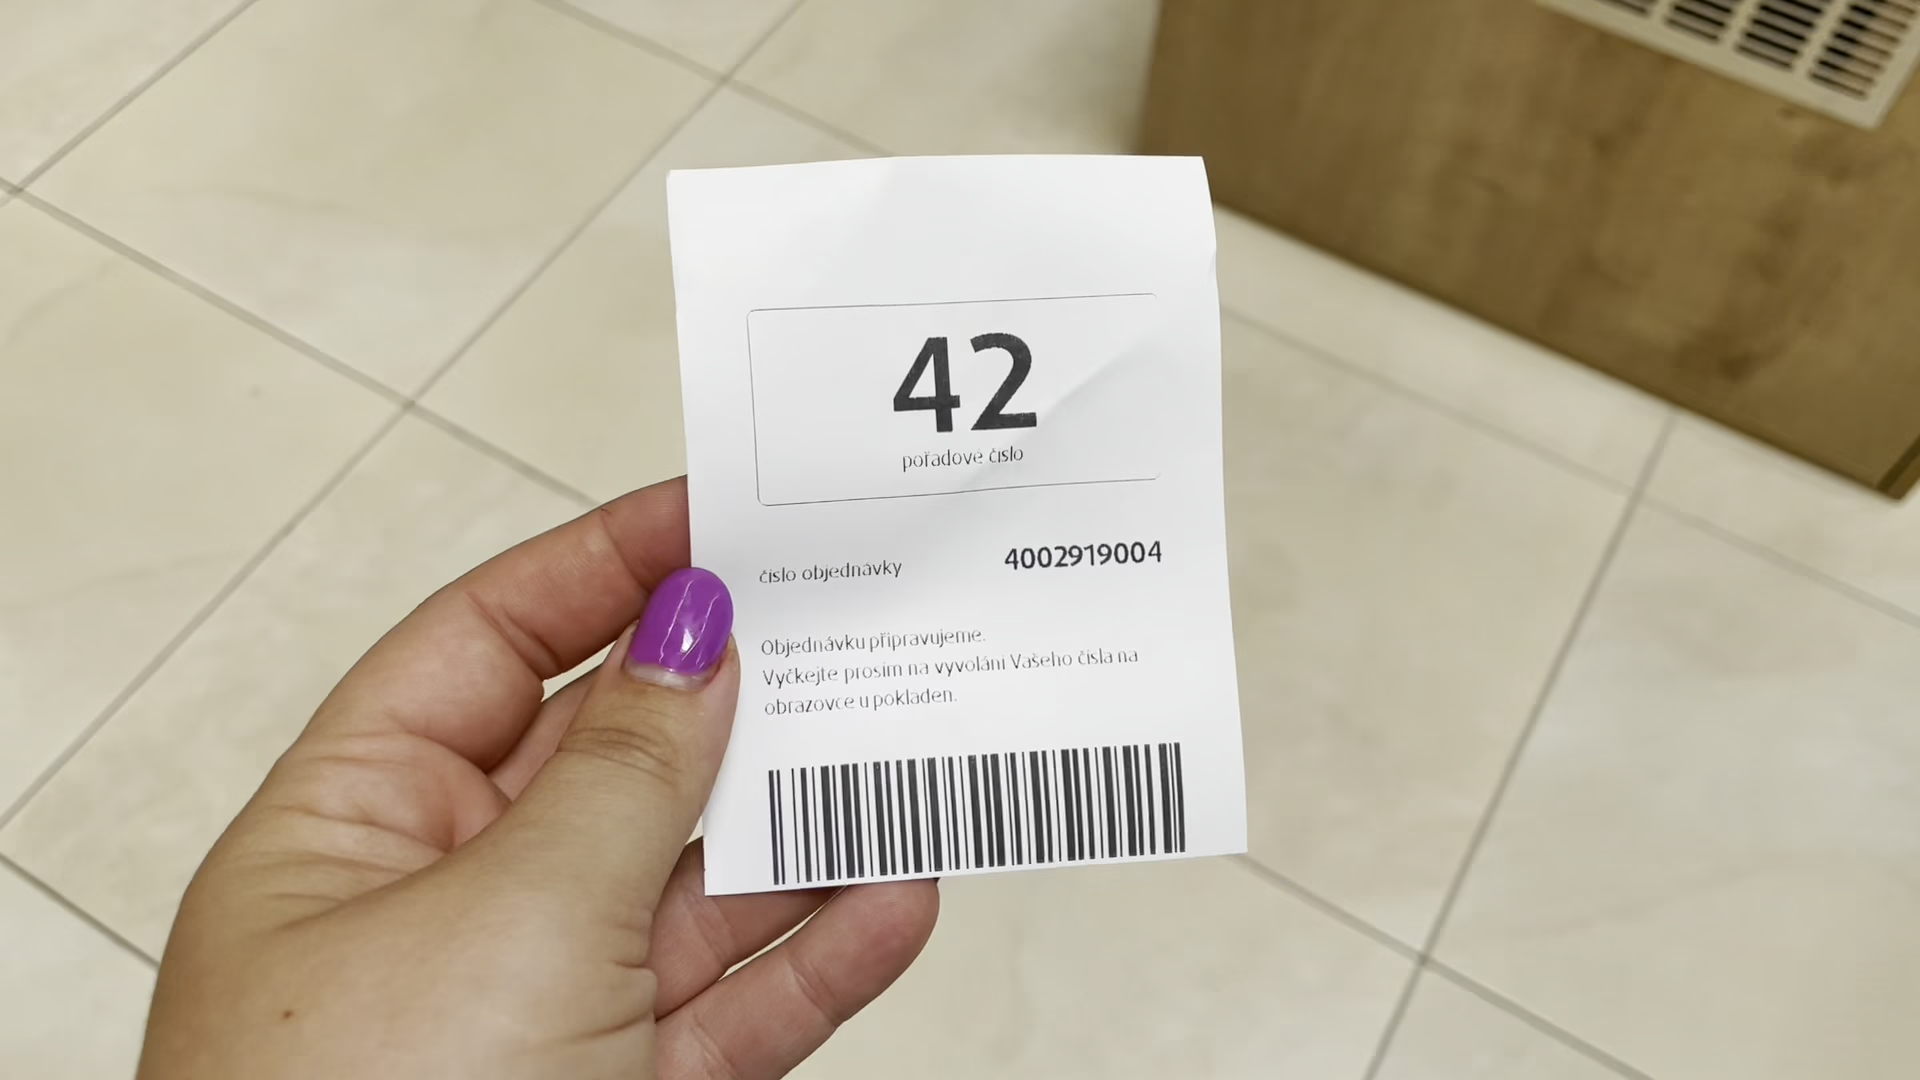 42
pořadové číslo
číslo objednávky 4002919004
Objednávku připravujeme.
Vyčkejte prosím na vyvolání Vašeho čísla na
obrazovce u pokladen.